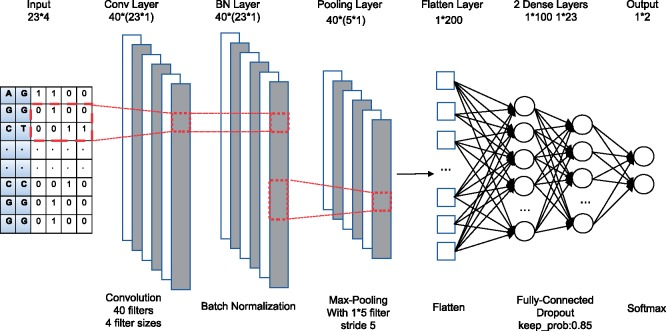 Input Conv Layer BN Layer Pooling Layer Flatten Layer 2 Dense Layers Output
23*4 40*(23*1) 40*(23*1) 40*(5*1) 1*200 1*100 1*23 1*2
A G 1 1 0 0
G G 0 1 0 0
C T 0 0 1 1
. . . . . .
. . . . . .
C C 0 0 1 0
G G 0 1 0 0
G G 0 1 0 0
...
...
...
Convolution
40 filters
4 filter sizes
Batch Normalization
Max-Pooling
With 1*5 filter
stride 5
Flatten
Fully-Connected
Dropout
keep_prob:0.85
Softmax